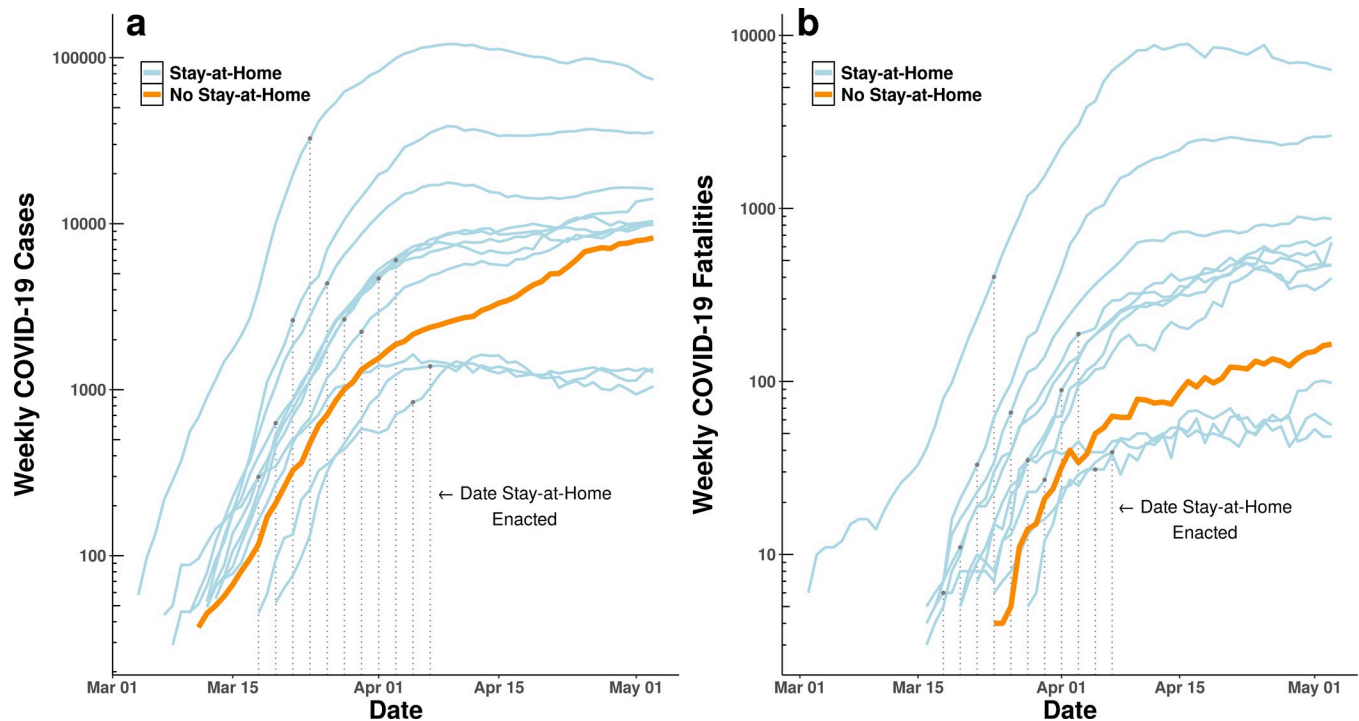 a
Stay-at-Home
No Stay-at-Home
100000
10000
1000
100
Weekly COVID-19 Cases
← Date Stay-at-Home
Enacted
Mar 01
Mar 15
Apr 01
Apr 15
May 01
Date
b
Stay-at-Home
No Stay-at-Home
10000
1000
100
10
Weekly COVID-19 Fatalities
← Date Stay-at-Home
Enacted
Mar 01
Mar 15
Apr 01
Apr 15
May 01
Date